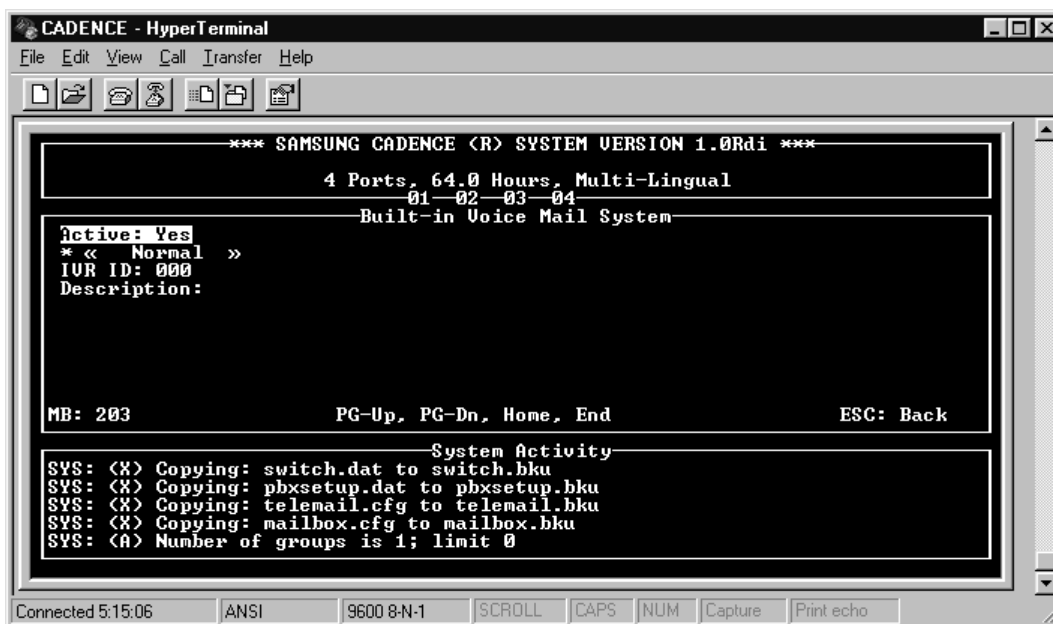 CADENCE - HyperTerminal
File Edit View Call Transfer Help
*** SAMSUNG CADENCE (R) SYSTEM VERSION 1.0Rdi ***
4 Ports, 64.0 Hours, Multi-Lingual
01 02 03 04
Built-in Voice Mail System
Active: Yes
* « Normal »
IVR ID: 000
Description:
MB: 203 PG-Up, PG-Dn, Home, End ESC: Back
System Activity
SYS: (X) Copying: switch.dat to switch.bku
SYS: (X) Copying: pbxsetup.dat to pbxsetup.bku
SYS: (X) Copying: telemail.cfg to telemail.bku
SYS: (X) Copying: mailbox.cfg to mailbox.bku
SYS: (A) Number of groups is 1; limit 0
Connected 5:15:06 ANSI 9600 8-N-1 SCROLL CAPS NUM Capture Print echo